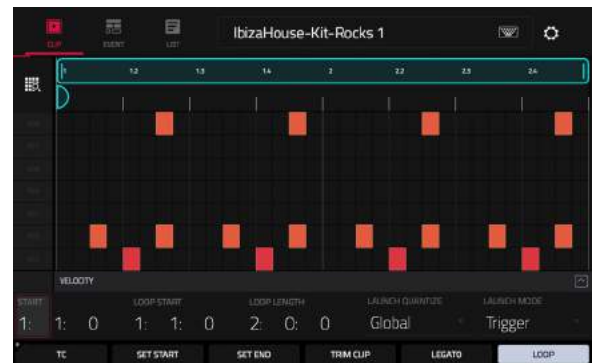 IbizaHouse-Kit-Rocks 1
CLIP EVENT LIST
1 1.2 1.3 1.4 2 2.2 2.3 2.4
VELOCITY
START LOOP START LOOP LENGTH LAUNCH QUANTIZE LAUNCH MODE
1: 1: 0 1: 1: 0 2: 0: 0 Global Trigger
TC SET START SET END TRIM CLIP LEGATO LOOP